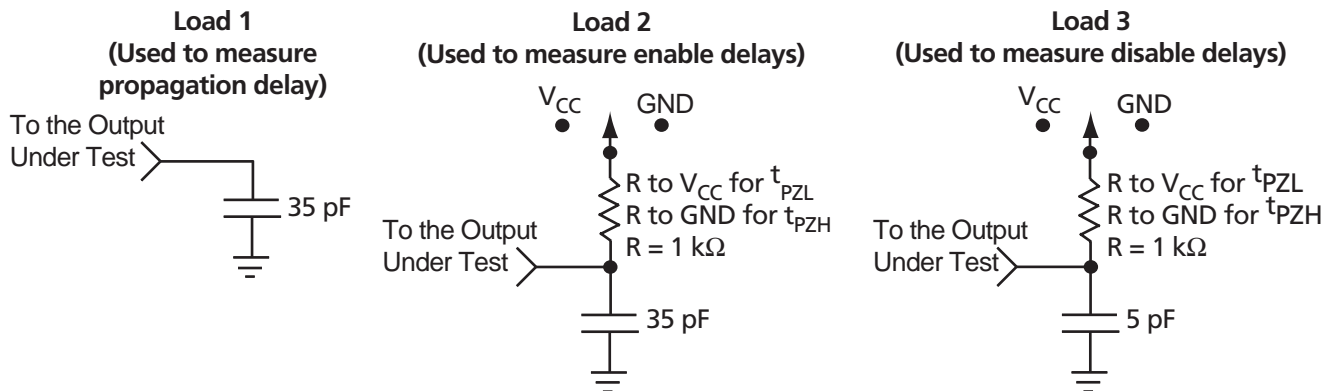 Load 1
(Used to measure
propagation delay)
To the Output
Under Test
35 pF
Load 2
(Used to measure enable delays)
VCC
GND
R to VCC for tPZL
R to GND for tPZH
R = 1 kΩ
To the Output
Under Test
35 pF
Load 3
(Used to measure disable delays)
VCC
GND
R to VCC for tPZL
R to GND for tPZH
R = 1 kΩ
To the Output
Under Test
5 pF